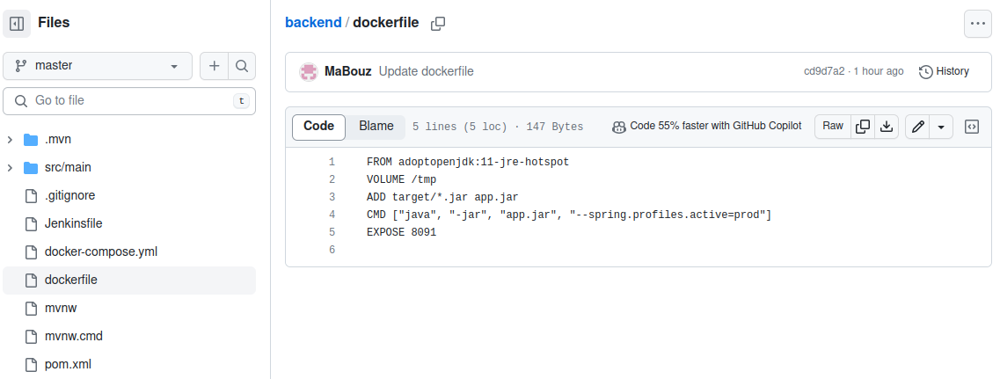 Files
master
Go to file
t
.mvn
src/main
.gitignore
Jenkinsfile
docker-compose.yml
dockerfile
mvnw
mvnw.cmd
pom.xml
backend / dockerfile
MaBouz Update dockerfile
cd9d7a2 · 1 hour ago
History
Code Blame 5 lines (5 loc) · 147 Bytes
Code 55% faster with GitHub Copilot
Raw
1 FROM adoptopenjdk:11-jre-hotspot
2 VOLUME /tmp
3 ADD target/*.jar app.jar
4 CMD ["java", "-jar", "app.jar", "--spring.profiles.active=prod"]
5 EXPOSE 8091
6